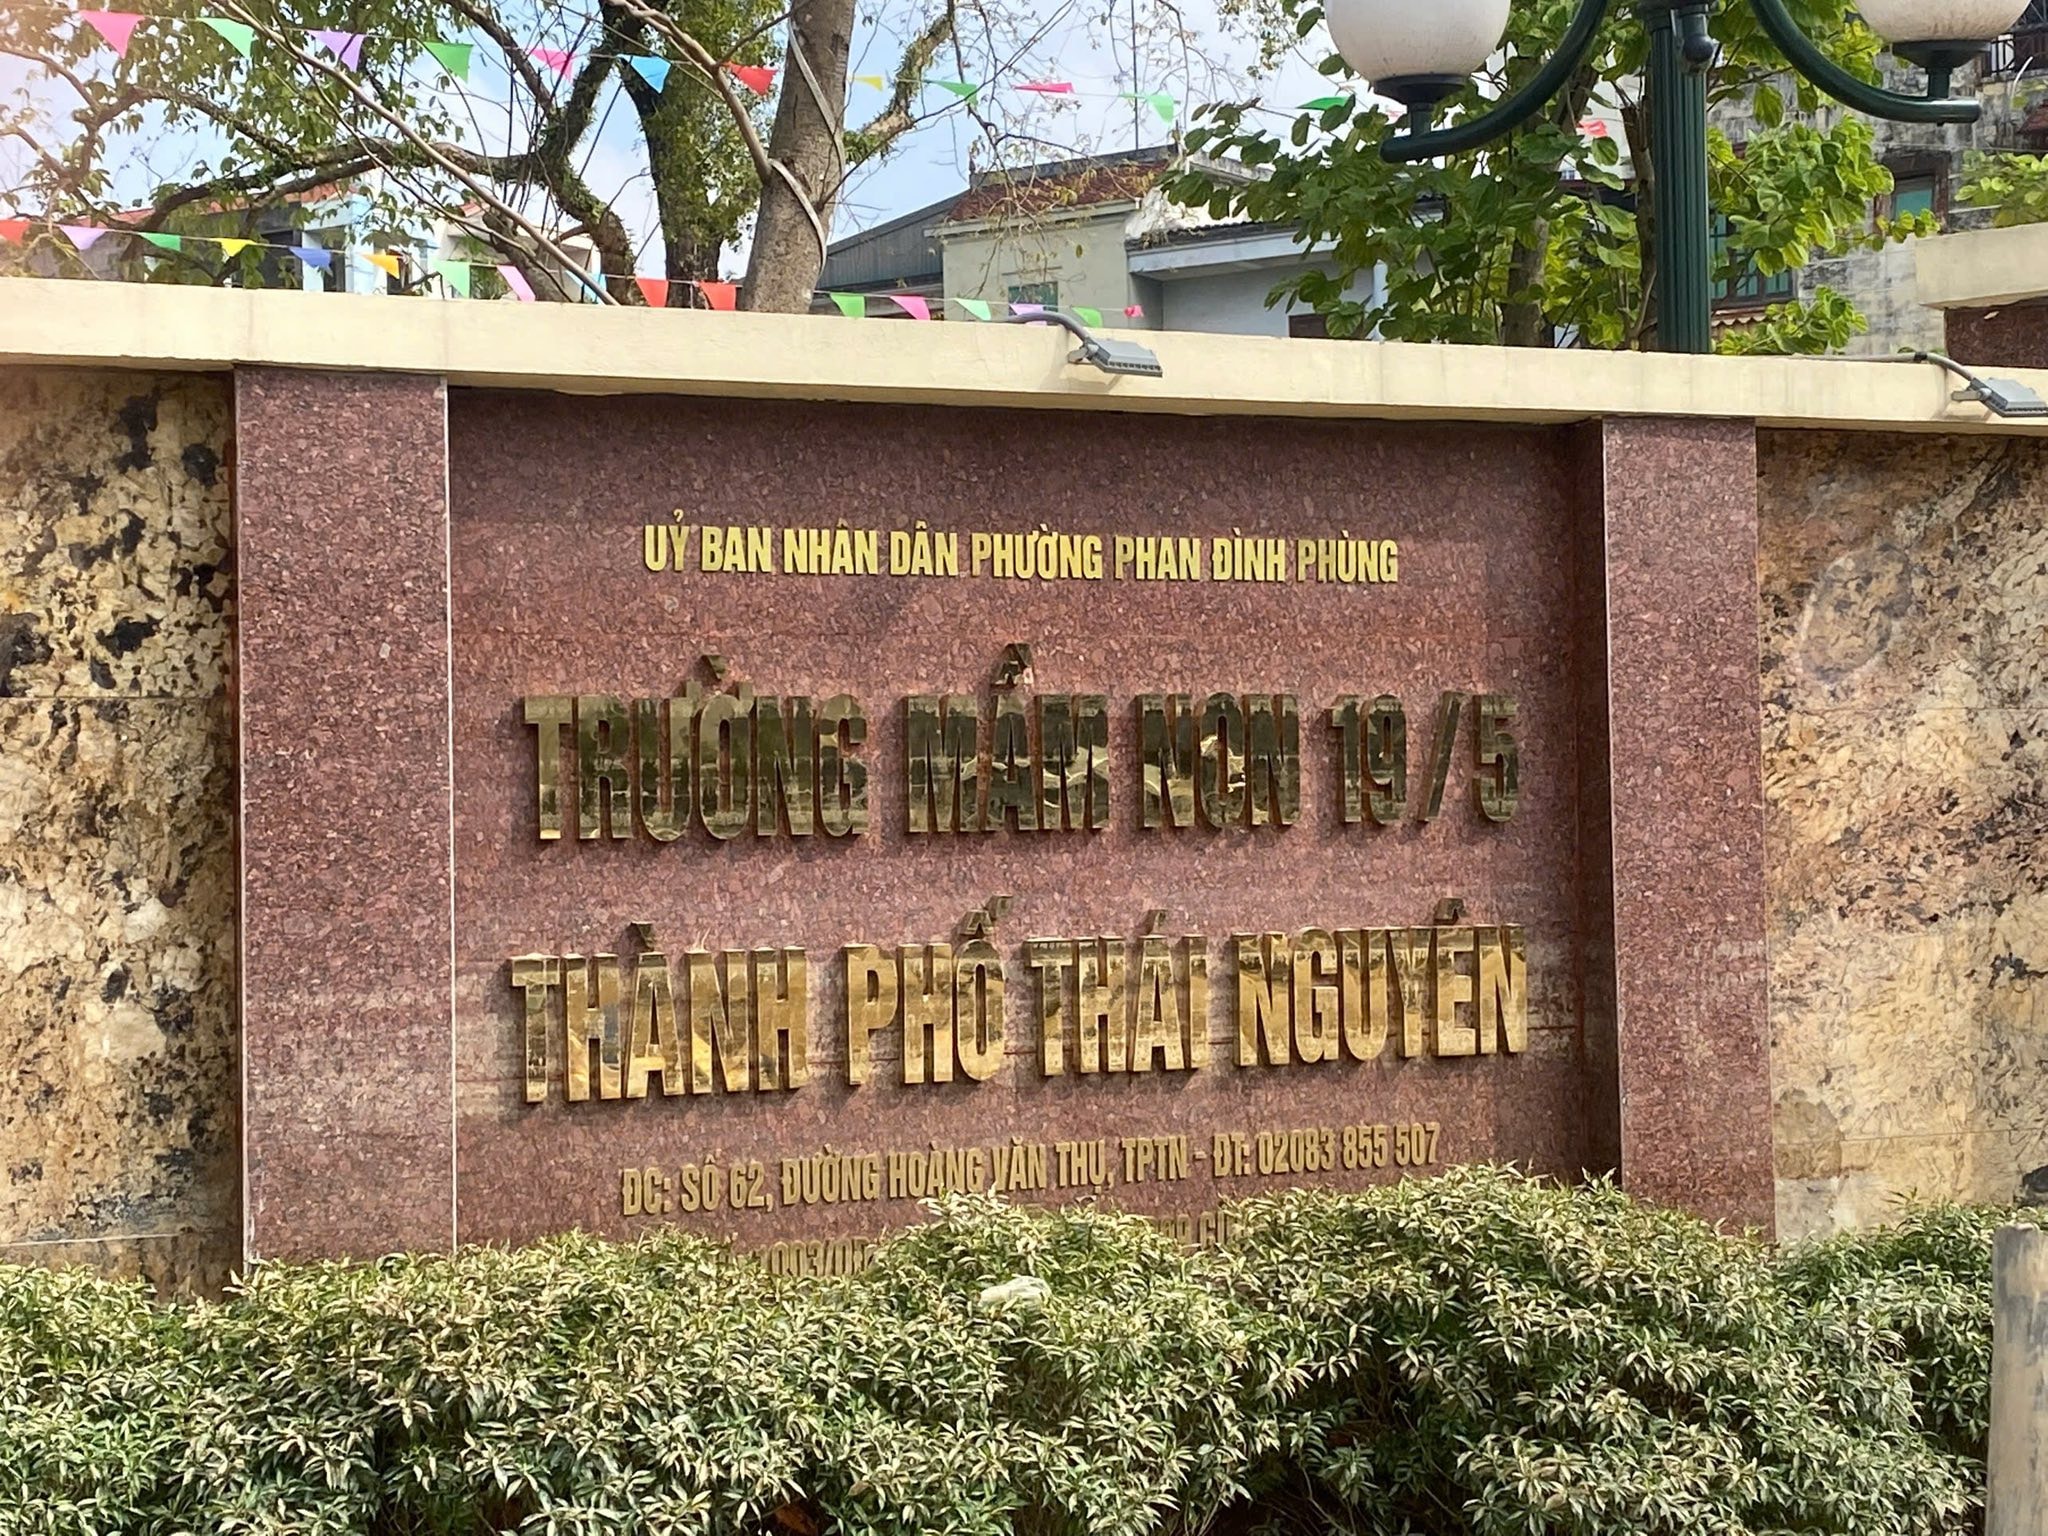 UỶ BAN NHÂN DÂN PHƯỜNG PHAN ĐÌNH PHÙNG
TRƯỜNG MẦM NON 19/5
THÀNH PHỐ THÁI NGUYÊN
ĐC: SỐ 62, ĐƯỜNG HOÀNG VĂN THỤ, TPTN - ĐT: 02083 855 507